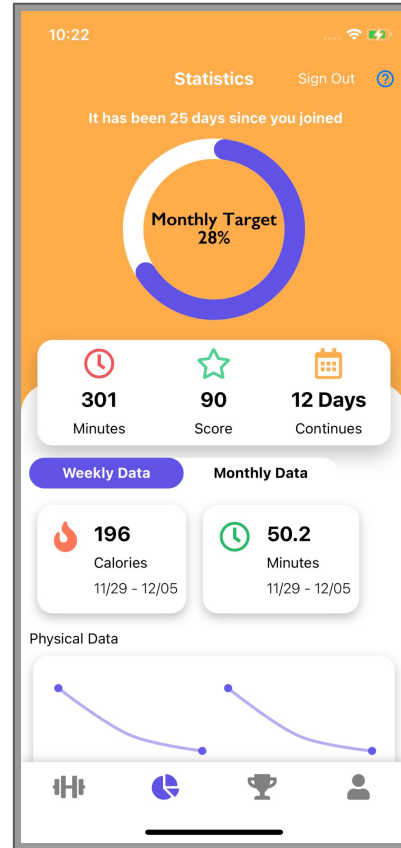 10:22
Statistics
Sign Out
It has been 25 days since you joined
Monthly Target
28%
301
90
12 Days
Minutes
Score
Continues
Weekly Data
Monthly Data
196
Calories
11/29 - 12/05
50.2
Minutes
11/29 - 12/05
Physical Data